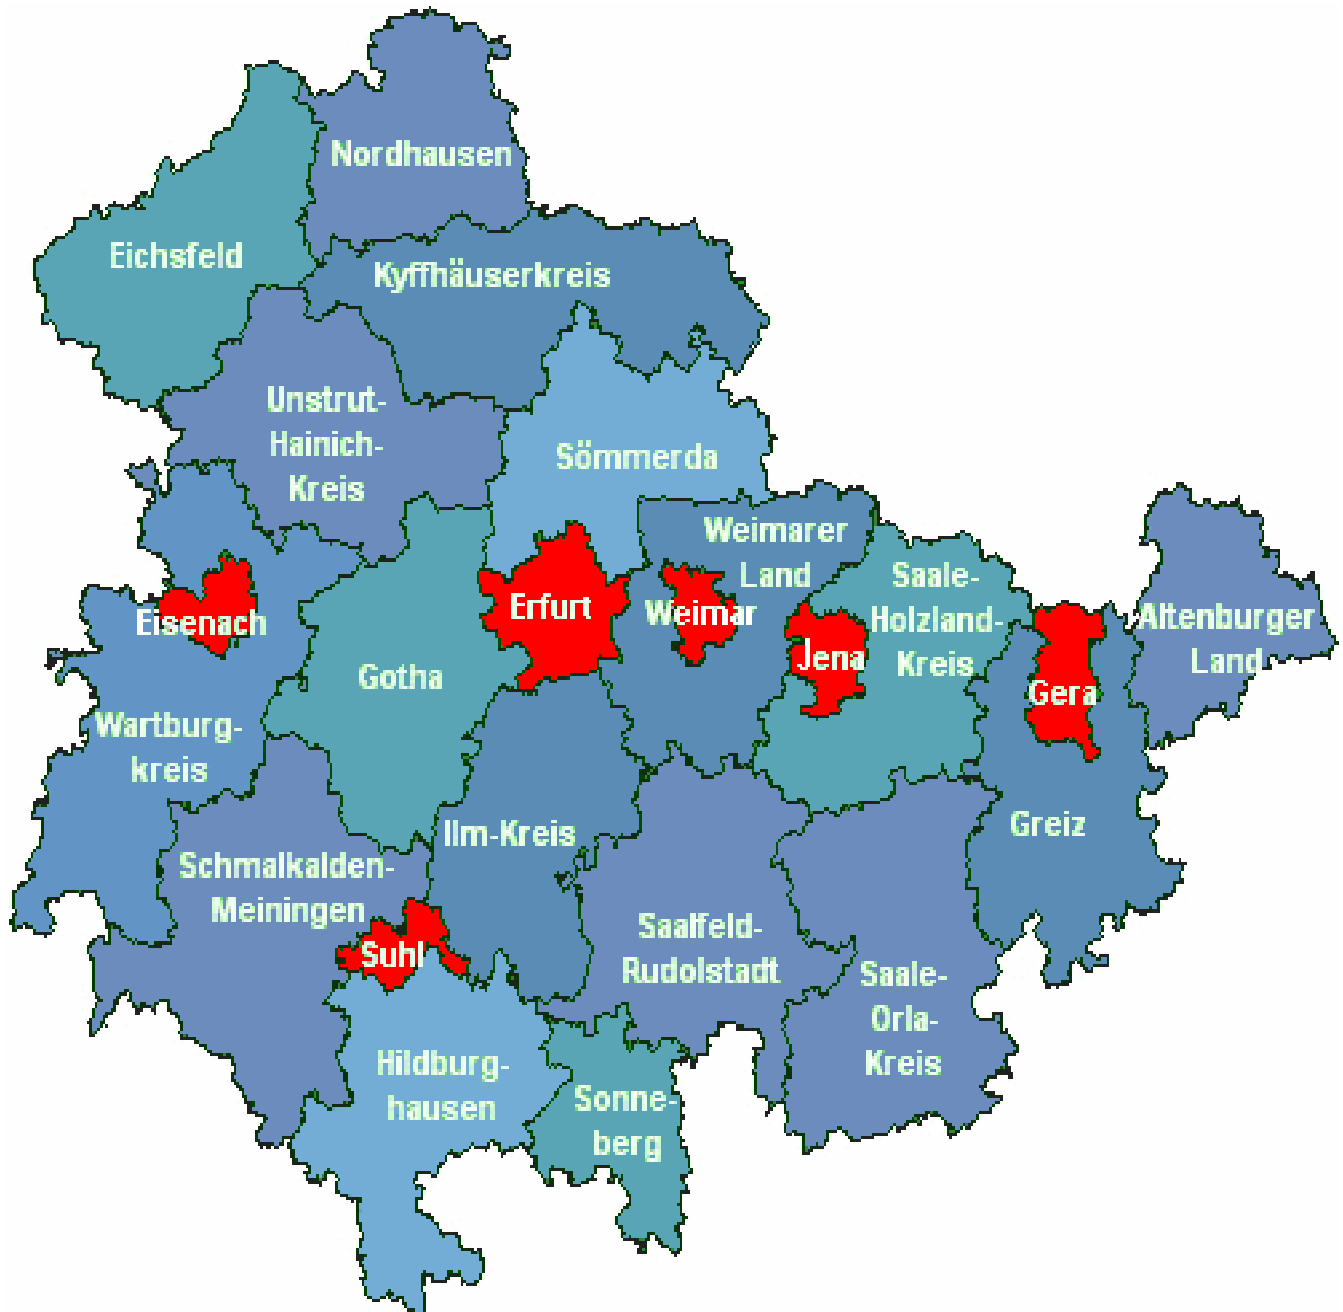 Nordhausen
Eichsfeld
Kyffhäuserkreis
Unstrut-
Hainich-
Kreis
Sömmerda
Weimarer
Land
Saale-
Holzland-
Kreis
Eisenach
Erfurt
Weimar
Jena
Gera
Altenburger
Land
Gotha
Wartburg-
kreis
Ilm-Kreis
Greiz
Schmalkalden-
Meiningen
Suhl
Saalfeld-
Rudolstadt
Saale-
Orla-
Kreis
Hildburg-
hausen
Sonne-
berg